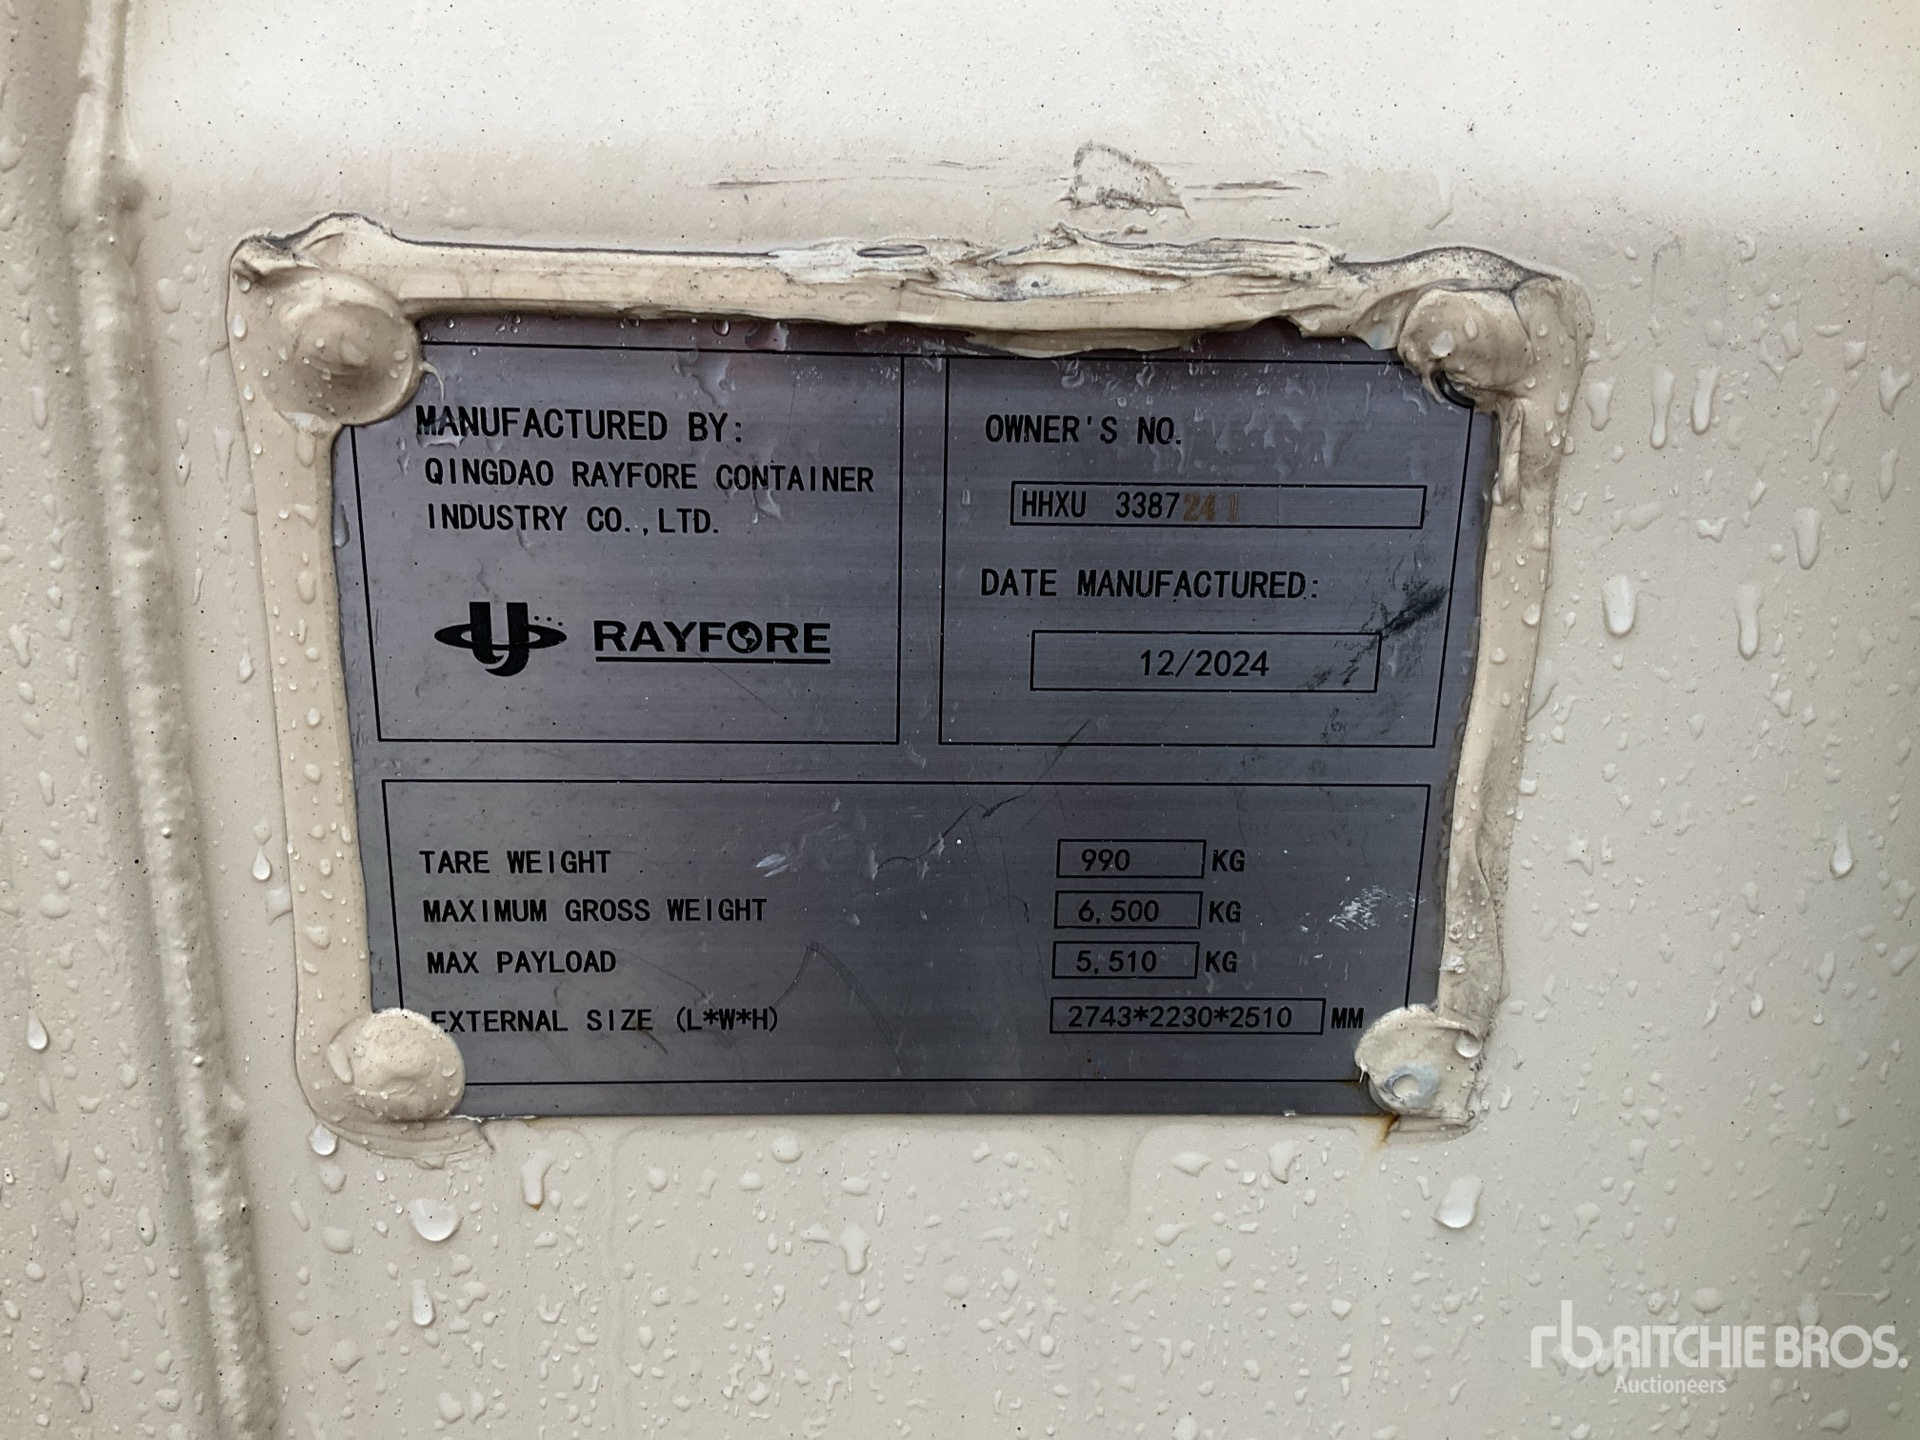 MANUFACTURED BY:
QINGDAO RAYFORE CONTAINER
INDUSTRY CO.,LTD.
RAYFORE
OWNER'S NO.
HHXU 3387241
DATE MANUFACTURED:
12/2024
TARE WEIGHT 990 KG
MAXIMUM GROSS WEIGHT 6,500 KG
MAX PAYLOAD 5,510 KG
EXTERNAL SIZE (L*W*H) 2743*2230*2510 MM
rb RITCHIE BROS.
Auctioneers